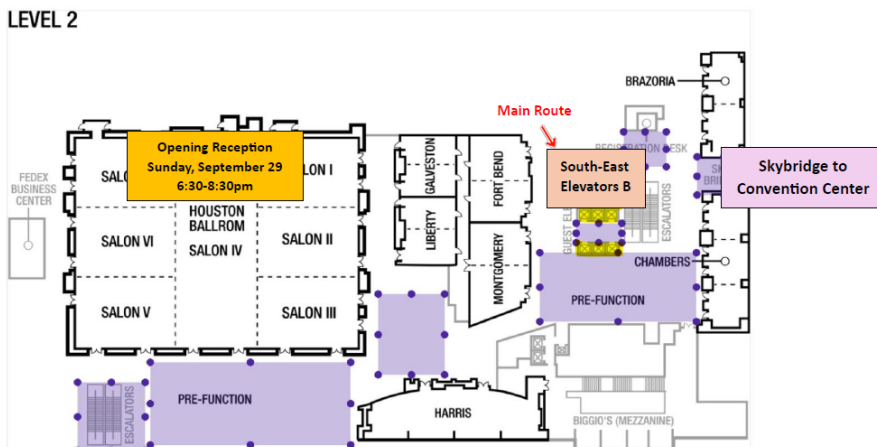 LEVEL 2
BRAZORIA
Main Route
Opening Reception
Sunday, September 29
6:30-8:30pm
SALON I
FEDEX
BUSINESS
CENTER
HOUSTON
BALLROM
SALON IV
SALON VI
SALON II
SALON V
SALON III
GALVESTON
FORT BEND
LIBERTY
MONTGOMERY
REGISTRATION DESK
South-East
Elevators B
ESCALATORS
Skybridge to
Convention Center
CHAMBERS
PRE-FUNCTION
PRE-FUNCTION
ESCALATORS
HARRIS
BIGGIO'S (MEZZANINE)